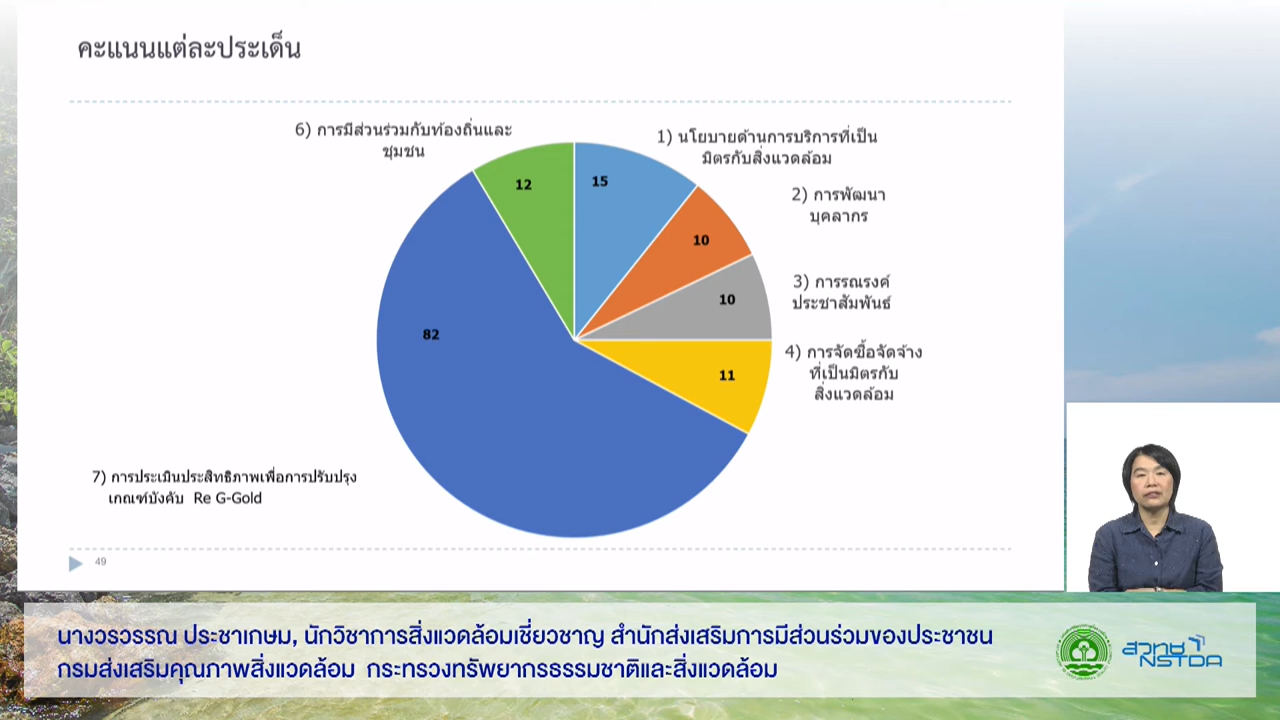 คะแนนแต่ละประเด็น
6) การมีส่วนร่วมกับท้องถิ่นและ
ชุมชน
1) นโยบายด้านการบริการที่เป็น
มิตรกับสิ่งแวดล้อม
2) การพัฒนา
บุคลากร
3) การรณรงค์
ประชาสัมพันธ์
4) การจัดซื้อจัดจ้าง
ที่เป็นมิตรกับ
สิ่งแวดล้อม
12
15
10
10
11
82
7) การประเมินประสิทธิภาพเพื่อการปรับปรุง
เกณฑ์บังคับ Re G-Gold
49
นางวรวรรณ ประชาเกษม, นักวิชาการสิ่งแวดล้อมเชี่ยวชาญ สำนักส่งเสริมการมีส่วนร่วมของประชาชน
กรมส่งเสริมคุณภาพสิ่งแวดล้อม กระทรวงทรัพยากรธรรมชาติและสิ่งแวดล้อม
สวทช
NSTDA